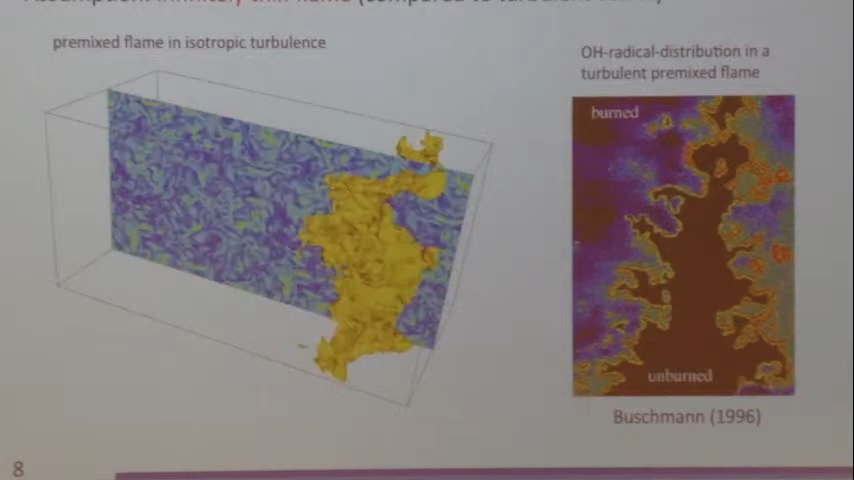 premixed flame in isotropic turbulence
OH-radical-distribution in a
turbulent premixed flame
burned
unburned
Buschmann (1996)
8